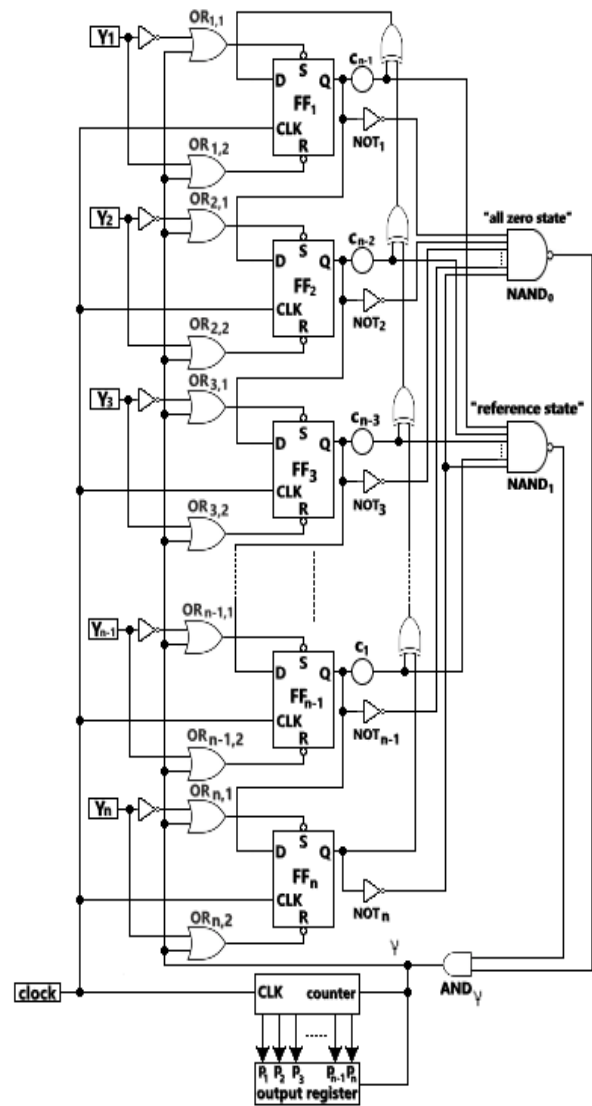 OR1,1
Y1
S
cn-1
D Q
FF1
CLK
NOT1
OR1,2
R
OR2,1
Y2
S
cn-2
"all zero state"
D Q
FF2
NAND0
CLK
NOT2
OR2,2
R
OR3,1
Y3
S
cn-3
"reference state"
D Q
FF3
NAND1
CLK
NOT3
OR3,2
R
ORn-1,1
Yn-1
S
c1
D Q
FFn-1
CLK
NOTn-1
ORn-1,2
R
ORn,1
Yn
S
D Q
FFn
CLK
NOTn
ORn,2
R
γ
ANDγ
clock
CLK counter
P1 P2 P3 Pn-1 Pn
output register